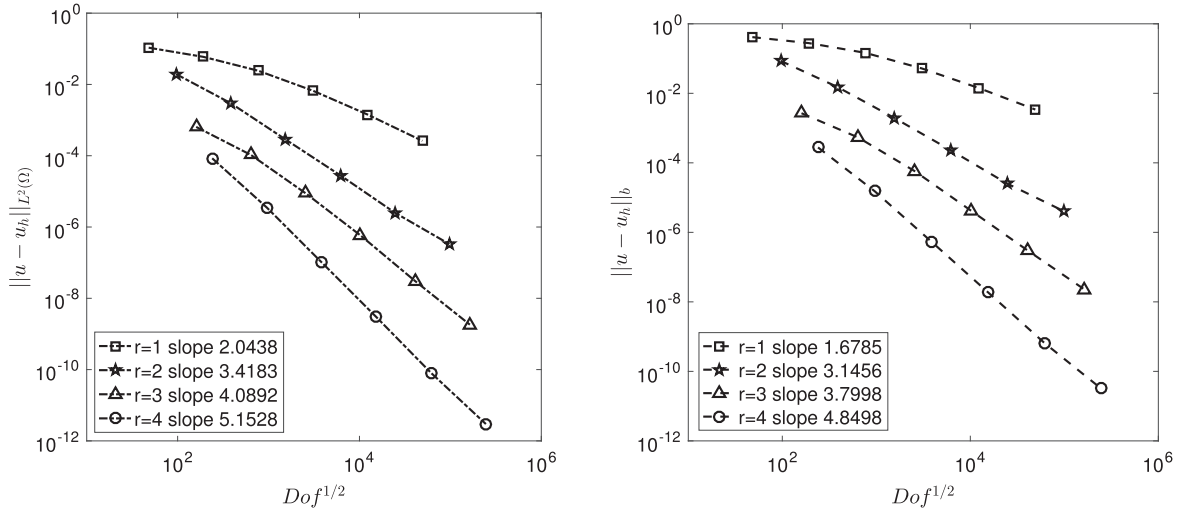 10^0
10^-2
10^-4
10^-6
10^-8
10^-10
10^-12
||u − u_h||_{L^2(Ω)}
r=1 slope 2.0438
r=2 slope 3.4183
r=3 slope 4.0892
r=4 slope 5.1528
10^2
10^4
10^6
Dof^{1/2}
10^0
10^-2
10^-4
10^-6
10^-8
10^-10
10^-12
||u − u_h||_b
r=1 slope 1.6785
r=2 slope 3.1456
r=3 slope 3.7998
r=4 slope 4.8498
10^2
10^4
10^6
Dof^{1/2}